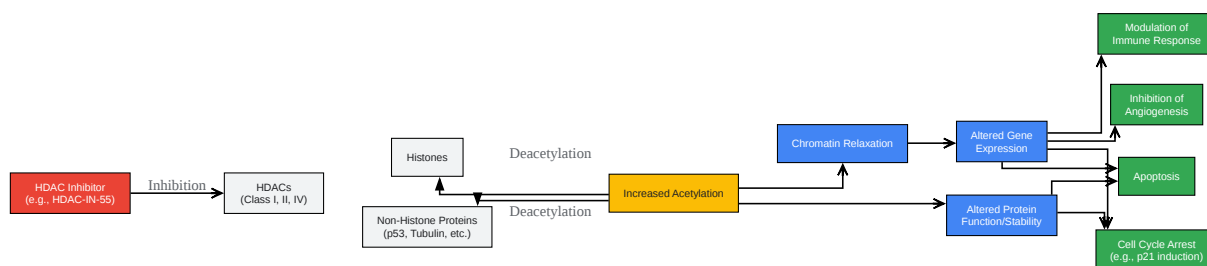 HDAC Inhibitor
(e.g., HDAC-IN-55)
Inhibition
HDACs
(Class I, II, IV)
Histones
Non-Histone Proteins
(p53, Tubulin, etc.)
Deacetylation
Deacetylation
Increased Acetylation
Chromatin Relaxation
Altered Gene
Expression
Altered Protein
Function/Stability
Modulation of
Immune Response
Inhibition of
Angiogenesis
Apoptosis
Cell Cycle Arrest
(e.g., p21 induction)